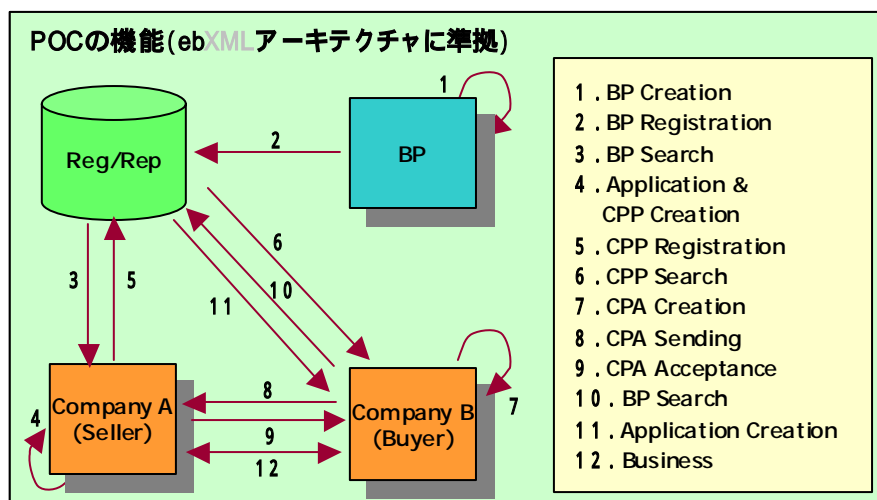 POCの機能(ebXMLアーキテクチャに準拠)
1
Reg/Rep
2
BP
6
3
5
10
11
Company A
(Seller)
4
8
9
12
Company B
(Buyer)
7
1. BP Creation
2. BP Registration
3. BP Search
4. Application &
CPP Creation
5. CPP Registration
6. CPP Search
7. CPA Creation
8. CPA Sending
9. CPA Acceptance
10. BP Search
11. Application Creation
12. Business